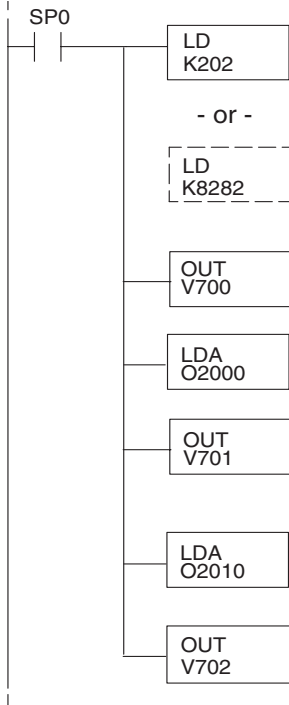 SP0
LD
K202
- or -
LD
K8282
OUT
V700
LDA
O2000
OUT
V701
LDA
O2010
OUT
V702